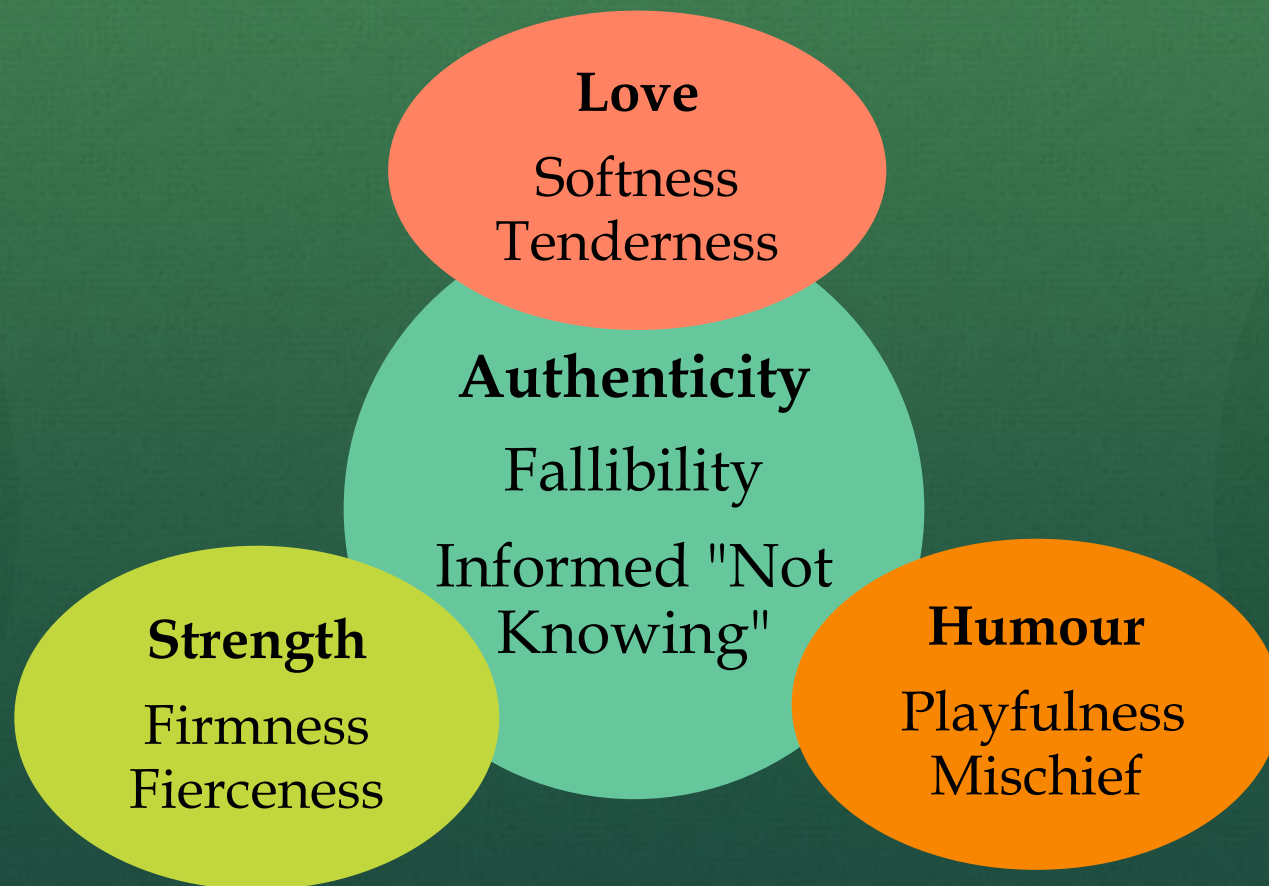 Love
Softness
Tenderness
Authenticity
Fallibility
Informed "Not
Knowing"
Strength
Firmness
Fierceness
Humour
Playfulness
Mischief